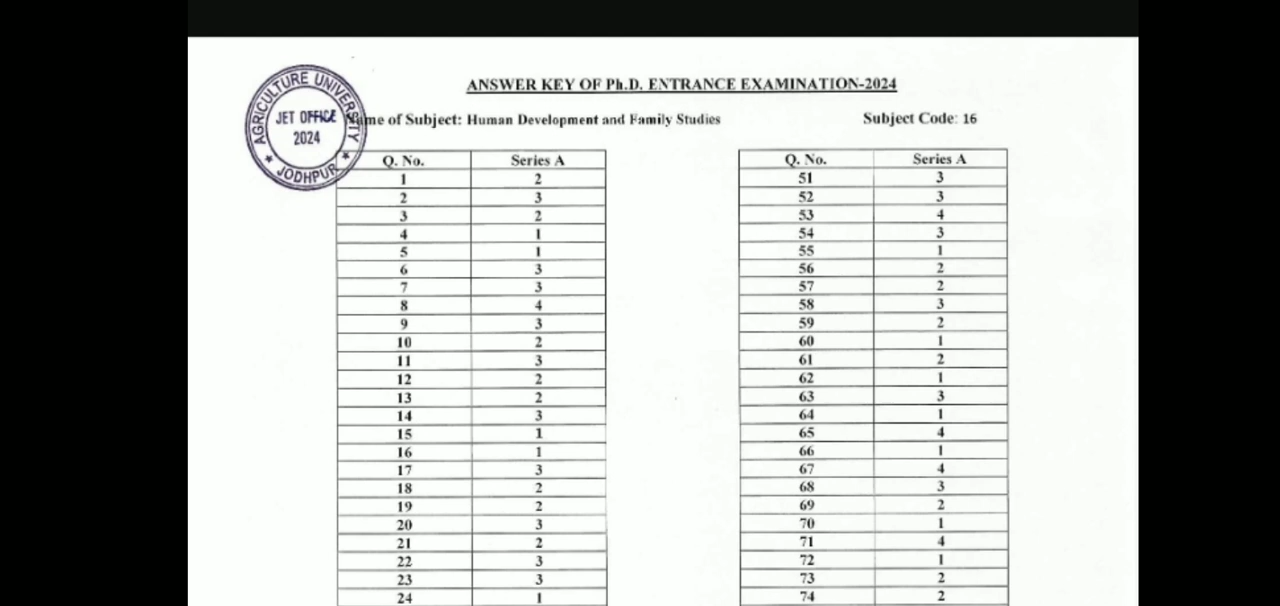 ANSWER KEY OF Ph.D. ENTRANCE EXAMINATION-2024
AGRICULTURE UNIVERSITY
JET OFFICE
2024
★ JODHPUR ★
me of Subject: Human Development and Family Studies Subject Code: 16
Q. No. Series A Q. No. Series A
1 2 51 3
2 3 52 3
3 2 53 4
4 1 54 3
5 1 55 1
6 3 56 2
7 3 57 2
8 4 58 3
9 3 59 2
10 2 60 1
11 3 61 2
12 2 62 1
13 2 63 3
14 3 64 1
15 1 65 4
16 1 66 1
17 3 67 4
18 2 68 3
19 2 69 2
20 3 70 1
21 2 71 4
22 3 72 1
23 3 73 2
24 1 74 2